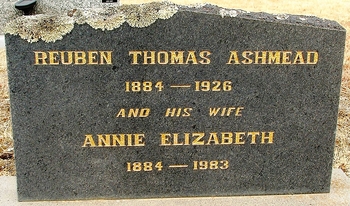 REUBEN THOMAS ASHMEAD
1884 — 1926
AND HIS WIFE
ANNIE ELIZABETH
1884 — 1983